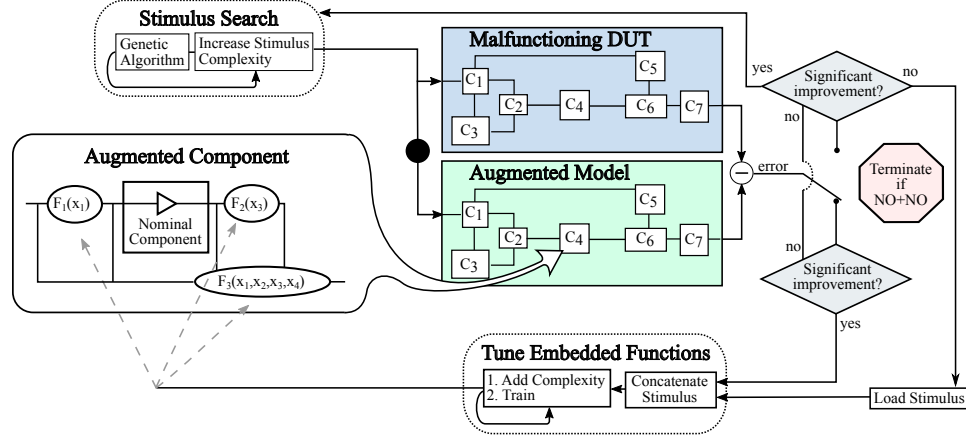 Stimulus Search
Genetic
Algorithm
Increase Stimulus
Complexity
Malfunctioning DUT
C1
C2
C3
C4
C5
C6
C7
yes
Significant
improvement?
no
no
Augmented Component
F1(x1)
Nominal
Component
F2(x3)
F3(x1,x2,x3,x4)
Augmented Model
C1
C2
C3
C4
C5
C6
C7
−
error
Terminate
if
NO+NO
no
Significant
improvement?
yes
Tune Embedded Functions
1. Add Complexity
2. Train
Concatenate
Stimulus
Load Stimulus